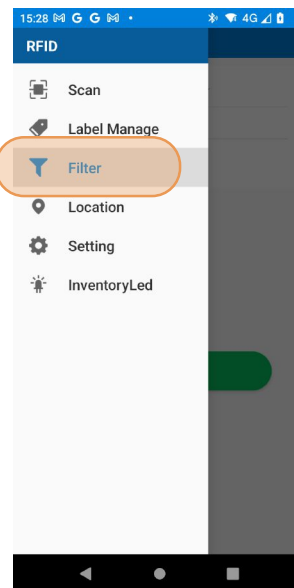 15:28 M G G M • 4G
RFID
Scan
Label Manage
Filter
Location
Setting
InventoryLed